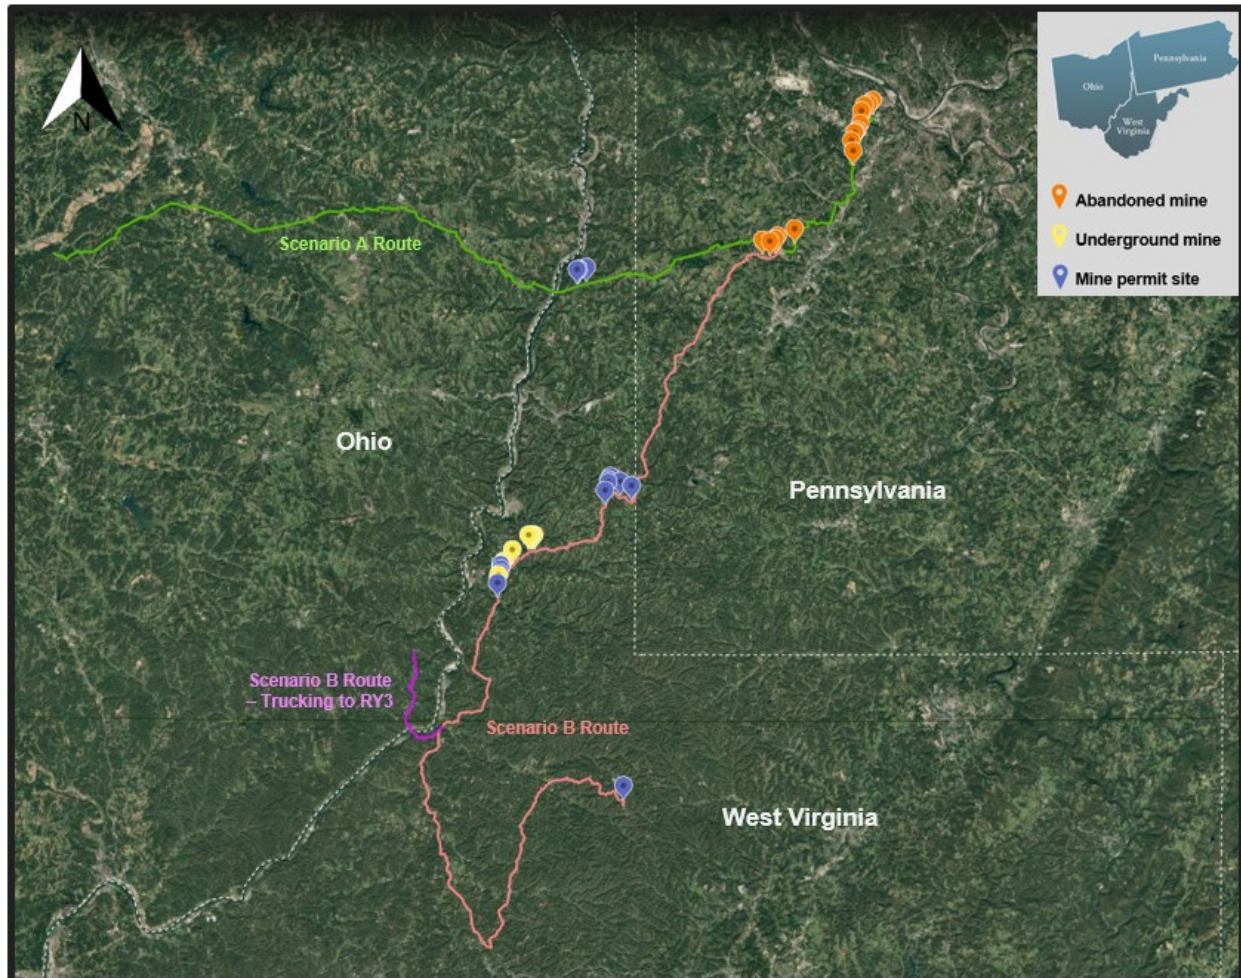 N
Pennsylvania
Ohio
West
Virginia
Abandoned mine
Underground mine
Mine permit site
Scenario A Route
Ohio
Pennsylvania
Scenario B Route
– Trucking to RY3
Scenario B Route
West Virginia